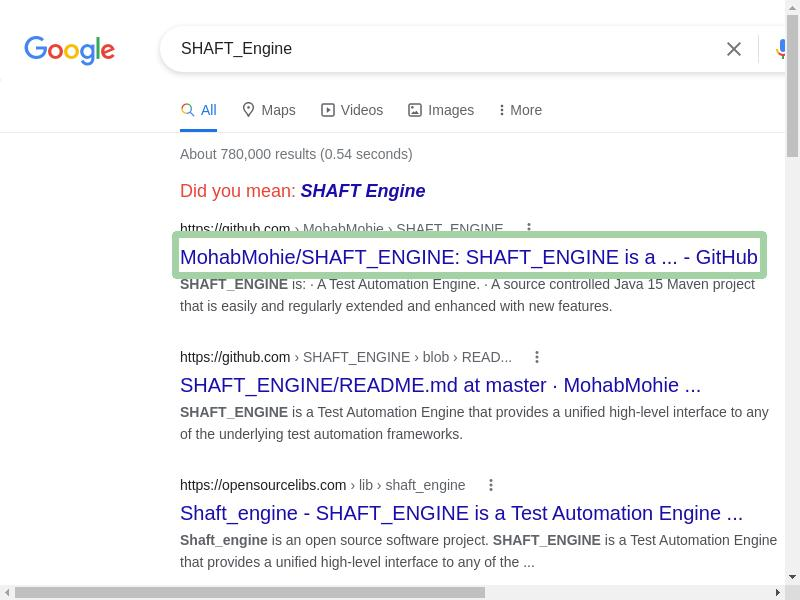 Google
SHAFT_Engine
All Maps Videos Images More
About 780,000 results (0.54 seconds)
Did you mean: SHAFT Engine
https://github.com › MohabMohie › SHAFT_ENGINE
MohabMohie/SHAFT_ENGINE: SHAFT_ENGINE is a ... - GitHub
SHAFT_ENGINE is: · A Test Automation Engine. · A source controlled Java 15 Maven project
that is easily and regularly extended and enhanced with new features.
https://github.com › SHAFT_ENGINE › blob › READ...
SHAFT_ENGINE/README.md at master · MohabMohie ...
SHAFT_ENGINE is a Test Automation Engine that provides a unified high-level interface to any
of the underlying test automation frameworks.
https://opensourcelibs.com › lib › shaft_engine
Shaft_engine - SHAFT_ENGINE is a Test Automation Engine ...
Shaft_engine is an open source software project. SHAFT_ENGINE is a Test Automation Engine
that provides a unified high-level interface to any of the ...